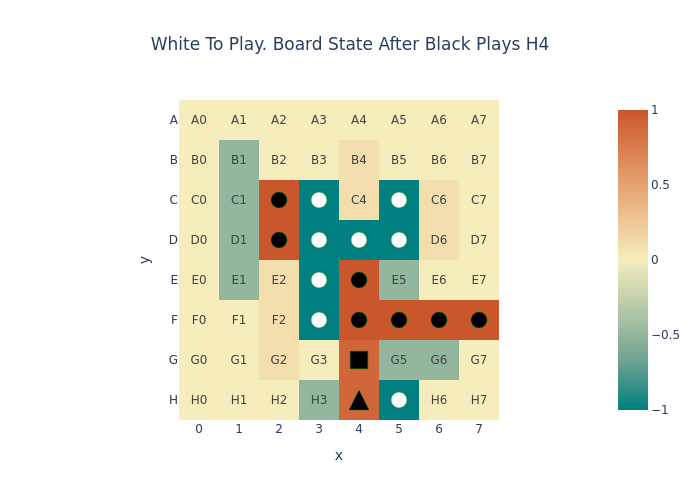 White To Play. Board State After Black Plays H4
A A0 A1 A2 A3 A4 A5 A6 A7
B B0 B1 B2 B3 B4 B5 B6 B7
C C0 C1 C4 C6 C7
D D0 D1 D6 D7
E E0 E1 E2 E5 E6 E7
F F0 F1 F2
G G0 G1 G2 G3 G5 G6 G7
H H0 H1 H2 H3 H6 H7
0 1 2 3 4 5 6 7
x
y
1
0.5
0
−0.5
−1